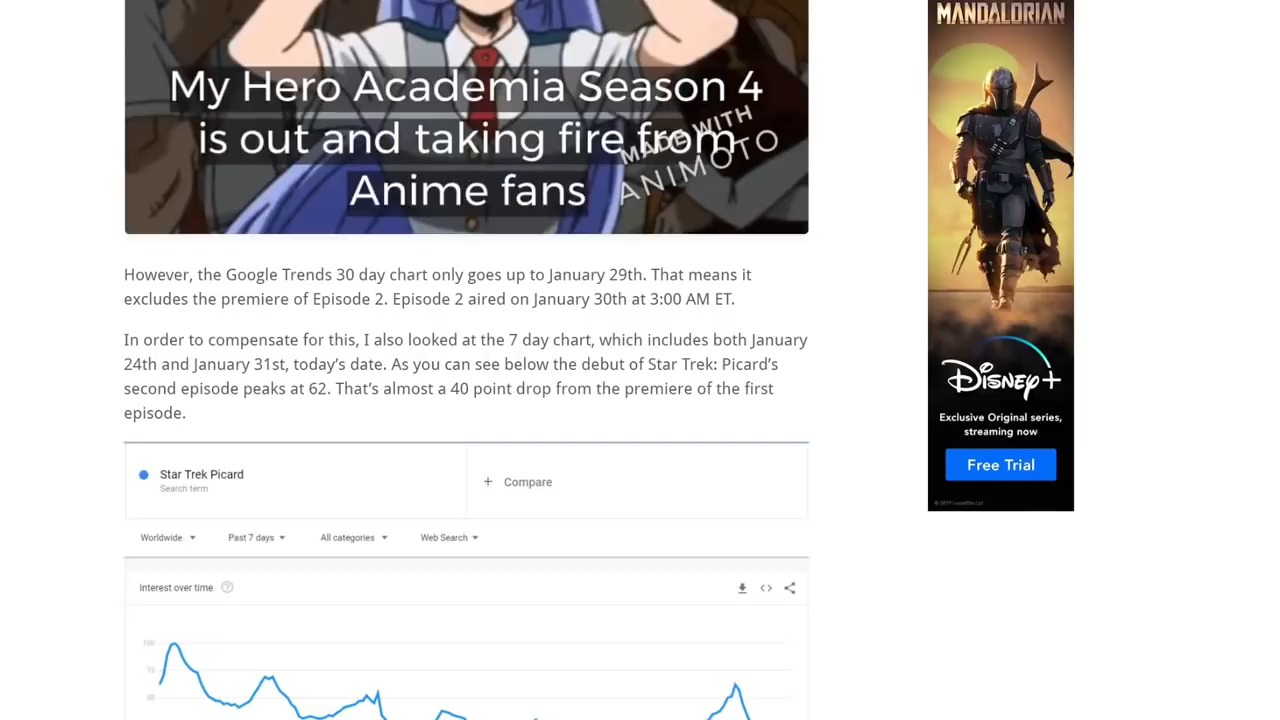 My Hero Academia Season 4
is out and taking fire from
Anime fans
MADE WITH
ANIMOTO
However, the Google Trends 30 day chart only goes up to January 29th. That means it
excludes the premiere of Episode 2. Episode 2 aired on January 30th at 3:00 AM ET.
In order to compensate for this, I also looked at the 7 day chart, which includes both January
24th and January 31st, today’s date. As you can see below the debut of Star Trek: Picard’s
second episode peaks at 62. That’s almost a 40 point drop from the premiere of the first
episode.
Star Trek Picard
Search term
+ Compare
Worldwide
Past 7 days
All categories
Web Search
Interest over time
100
75
50
MANDALORIAN
Disney+
Exclusive Original series,
streaming now
Free Trial